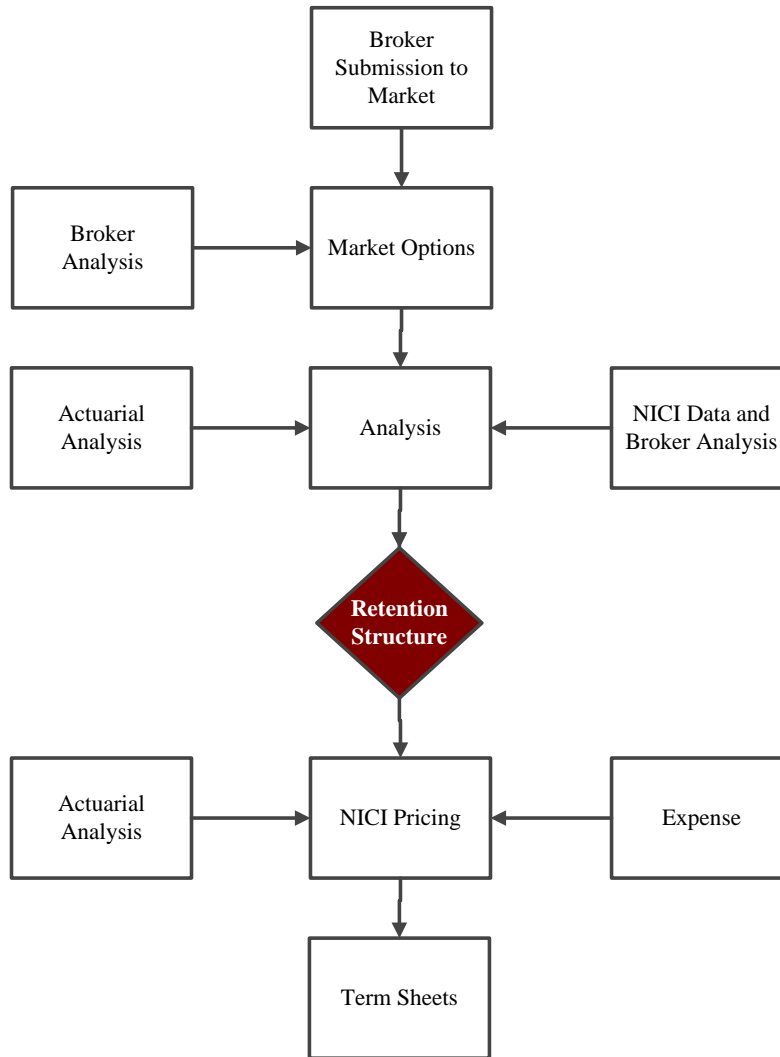 Broker
Submission to
Market
Broker
Analysis
Market Options
Actuarial
Analysis
Analysis
NICI Data and
Broker Analysis
Retention
Structure
Actuarial
Analysis
NICI Pricing
Expense
Term Sheets